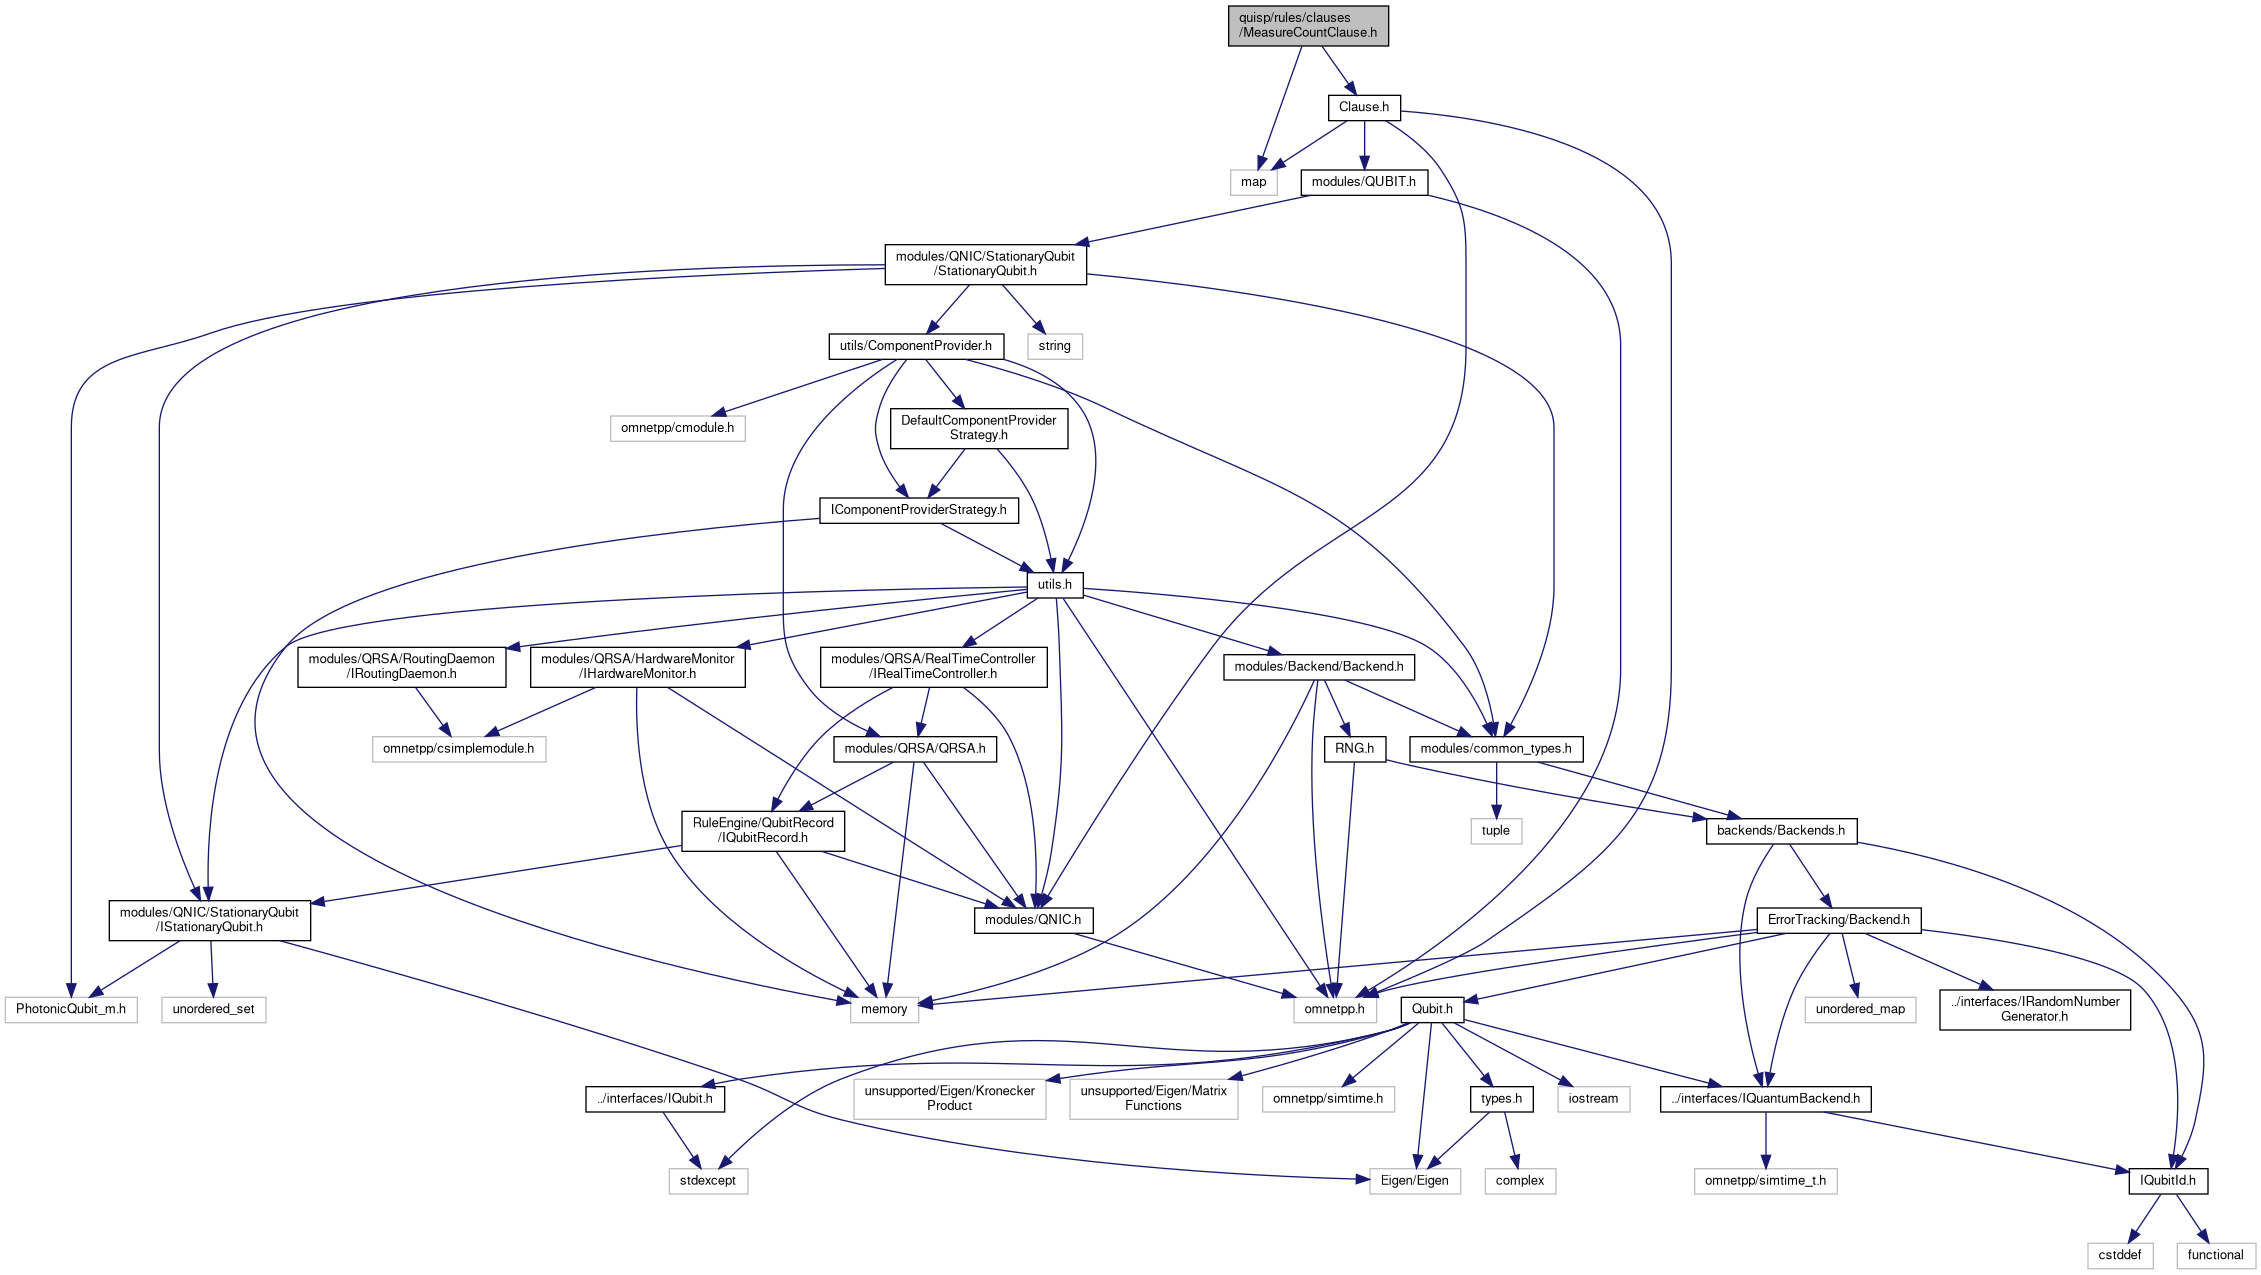 quisp/rules/clauses
/MeasureCountClause.h
Clause.h
map
modules/QUBIT.h
modules/QNIC/StationaryQubit
/StationaryQubit.h
utils/ComponentProvider.h
string
omnetpp/cmodule.h
DefaultComponentProvider
Strategy.h
IComponentProviderStrategy.h
utils.h
modules/QRSA/RoutingDaemon
/IRoutingDaemon.h
modules/QRSA/HardwareMonitor
/IHardwareMonitor.h
modules/QRSA/RealTimeController
/IRealTimeController.h
modules/Backend/Backend.h
omnetpp/csimplemodule.h
modules/QRSA/QRSA.h
RNG.h
modules/common_types.h
RuleEngine/QubitRecord
/IQubitRecord.h
tuple
backends/Backends.h
modules/QNIC/StationaryQubit
/IStationaryQubit.h
modules/QNIC.h
ErrorTracking/Backend.h
PhotonicQubit_m.h
unordered_set
memory
omnetpp.h
Qubit.h
unordered_map
../interfaces/IRandomNumber
Generator.h
../interfaces/IQubit.h
unsupported/Eigen/Kronecker
Product
unsupported/Eigen/Matrix
Functions
omnetpp/simtime.h
types.h
iostream
../interfaces/IQuantumBackend.h
stdexcept
Eigen/Eigen
complex
omnetpp/simtime_t.h
IQubitId.h
cstddef
functional